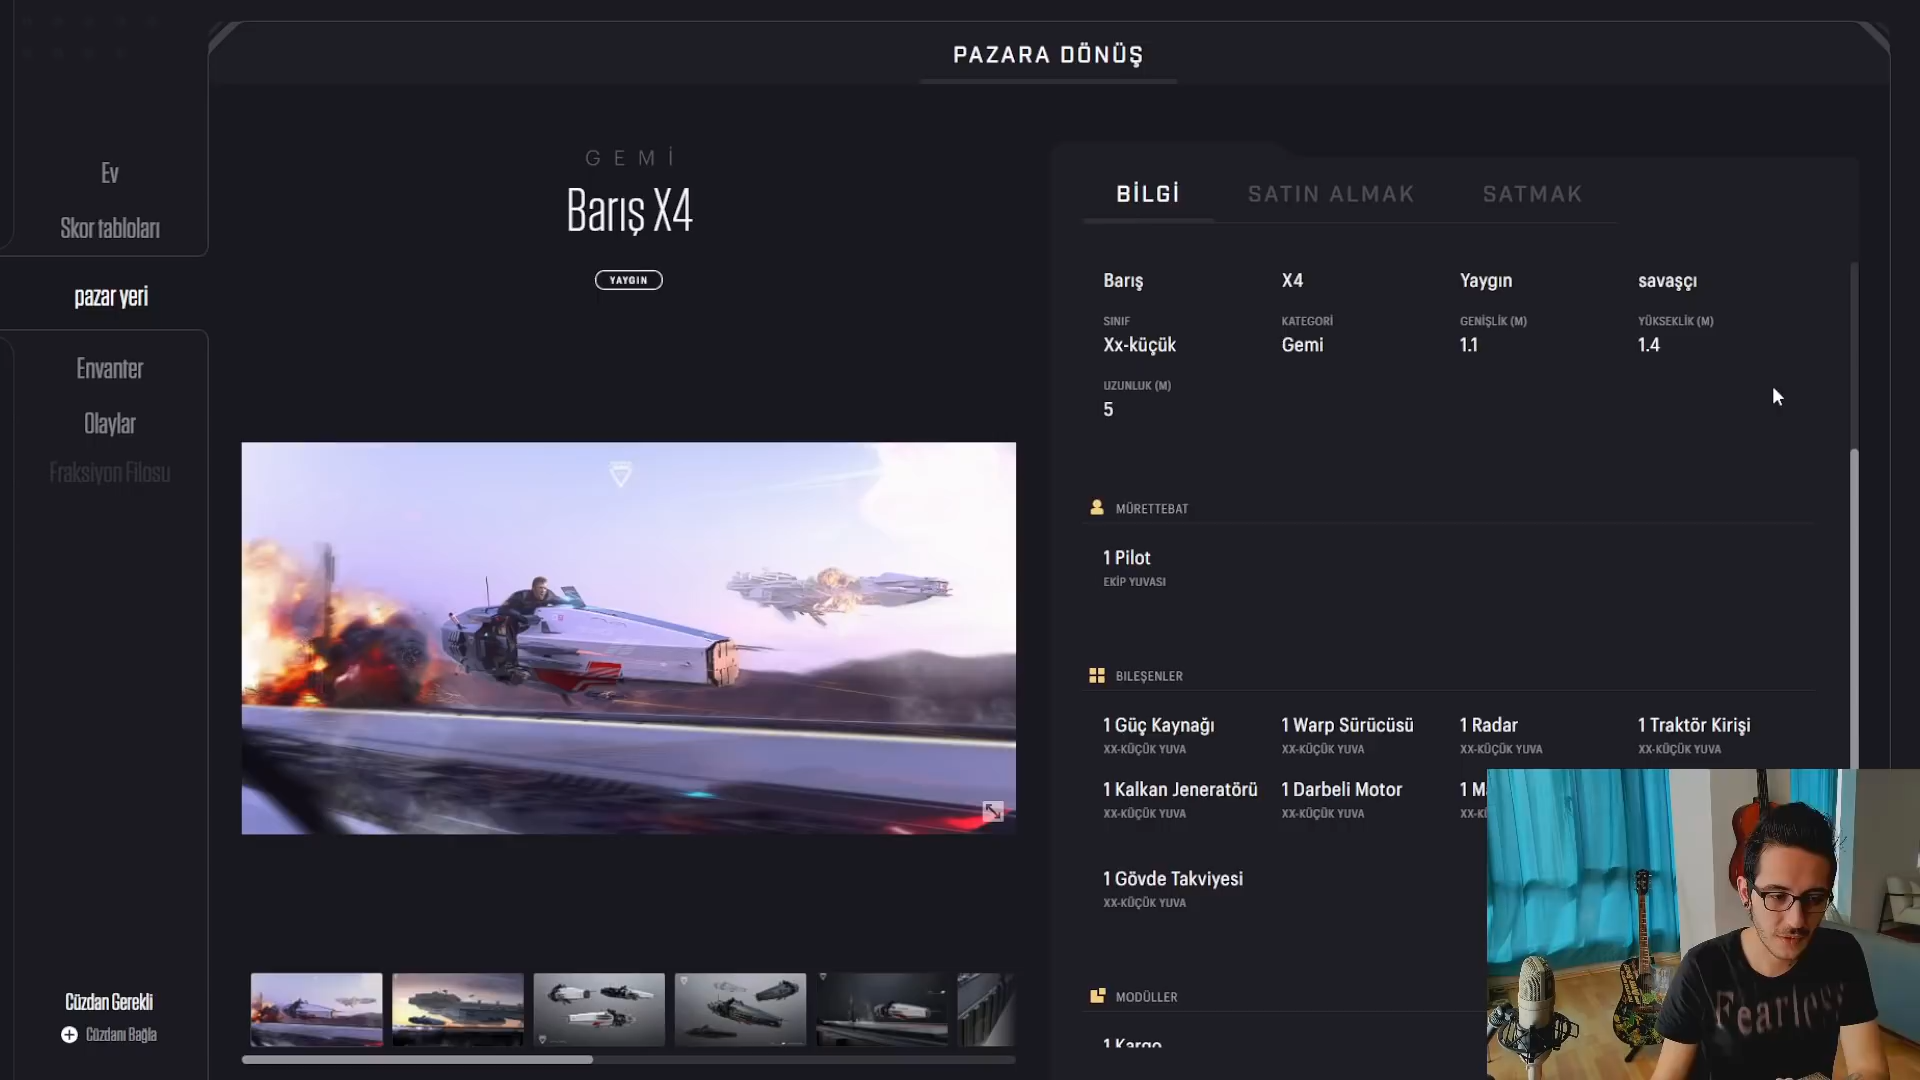 PAZARA DÖNÜŞ
Ev
Skor tabloları
pazar yeri
Envanter
Olaylar
Fraksiyon Filosu
Cüzdan Gerekli
Cüzdanı Bağla
GEMİ
Barış X4
YAYGIN
BİLGİ SATIN ALMAK SATMAK
Barış X4 Yaygın savaşçı
SINIF KATEGORİ GENİŞLİK (M) YÜKSEKLİK (M)
Xx-küçük Gemi 1.1 1.4
UZUNLUK (M)
5
MÜRETTEBAT
1 Pilot
EKİP YUVASI
BILEŞENLER
1 Güç Kaynağı 1 Warp Sürücüsü 1 Radar 1 Traktör Kirişi
XX-KÜÇÜK YUVA XX-KÜÇÜK YUVA XX-KÜÇÜK YUVA XX-KÜÇÜK YUVA
1 Kalkan Jeneratörü 1 Darbeli Motor 1
XX-KÜÇÜK YUVA XX-KÜÇÜK YUVA
1 Gövde Takviyesi
XX-KÜÇÜK YUVA
MODÜLLER
1 Kargo
Fearless